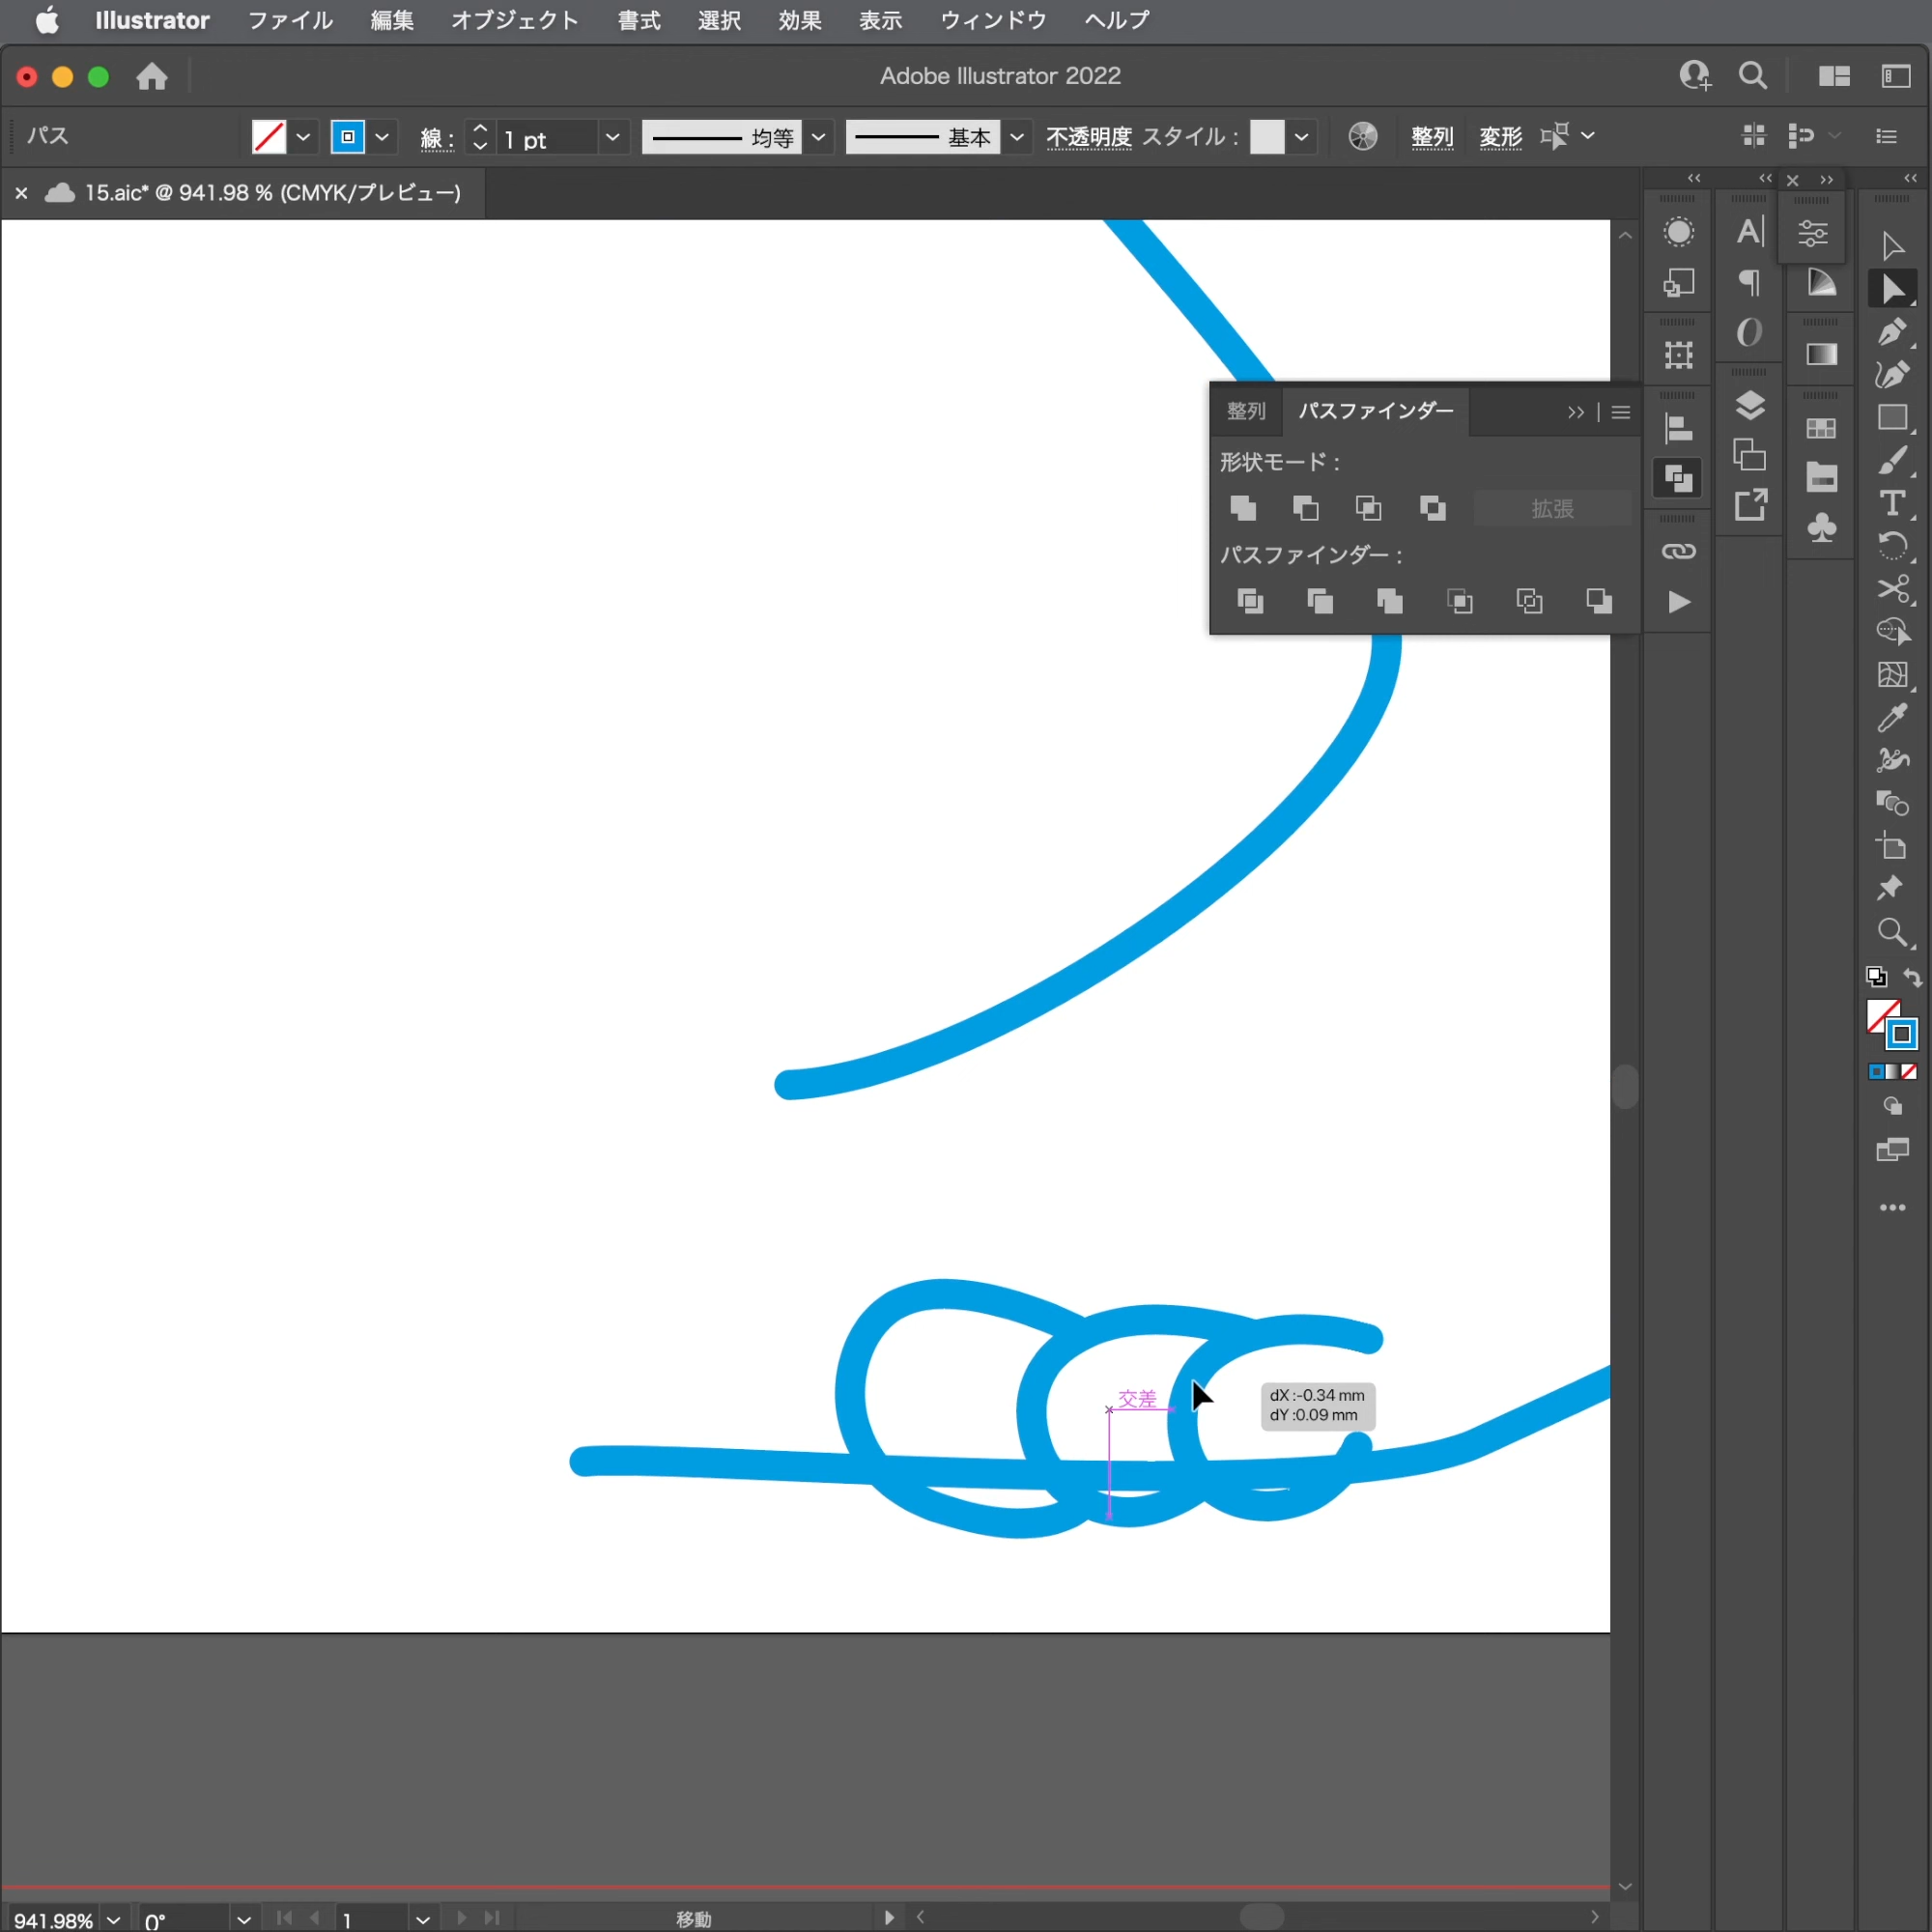 Illustrator ファイル 編集 オブジェクト 書式 選択 効果 表示 ウィンドウ ヘルプ
Adobe Illustrator 2022
パス 線 : 1 pt 均等 基本 不透明度 スタイル : 整列 変形
× 15.aic* @ 941.98 % (CMYK/プレビュー)
整列 パスファインダー
形状モード :
拡張
パスファインダー :
交差
dX :-0.34 mm
dY :0.09 mm
941.98% 0° 1 移動